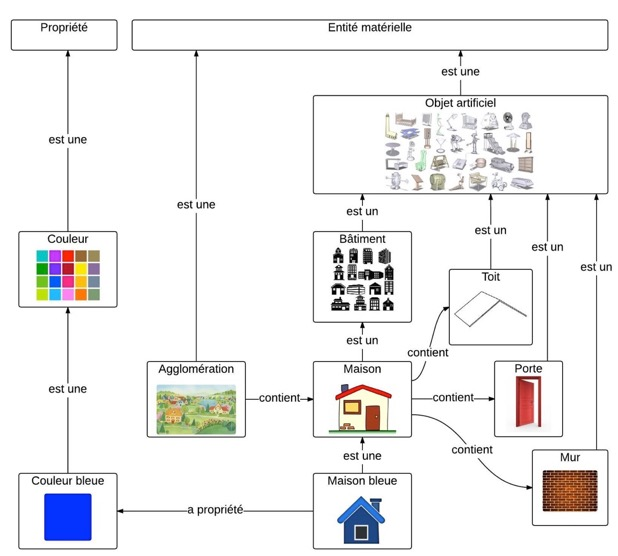 Propriété
Entité matérielle
est une
Objet artificiel
est une
est une
est un
est un
est un
est un
Couleur
Bâtiment
Toit
est un
contient
Agglomération
Maison
Porte
est une
contient
contient
contient
est une
Mur
Couleur bleue
Maison bleue
a propriété